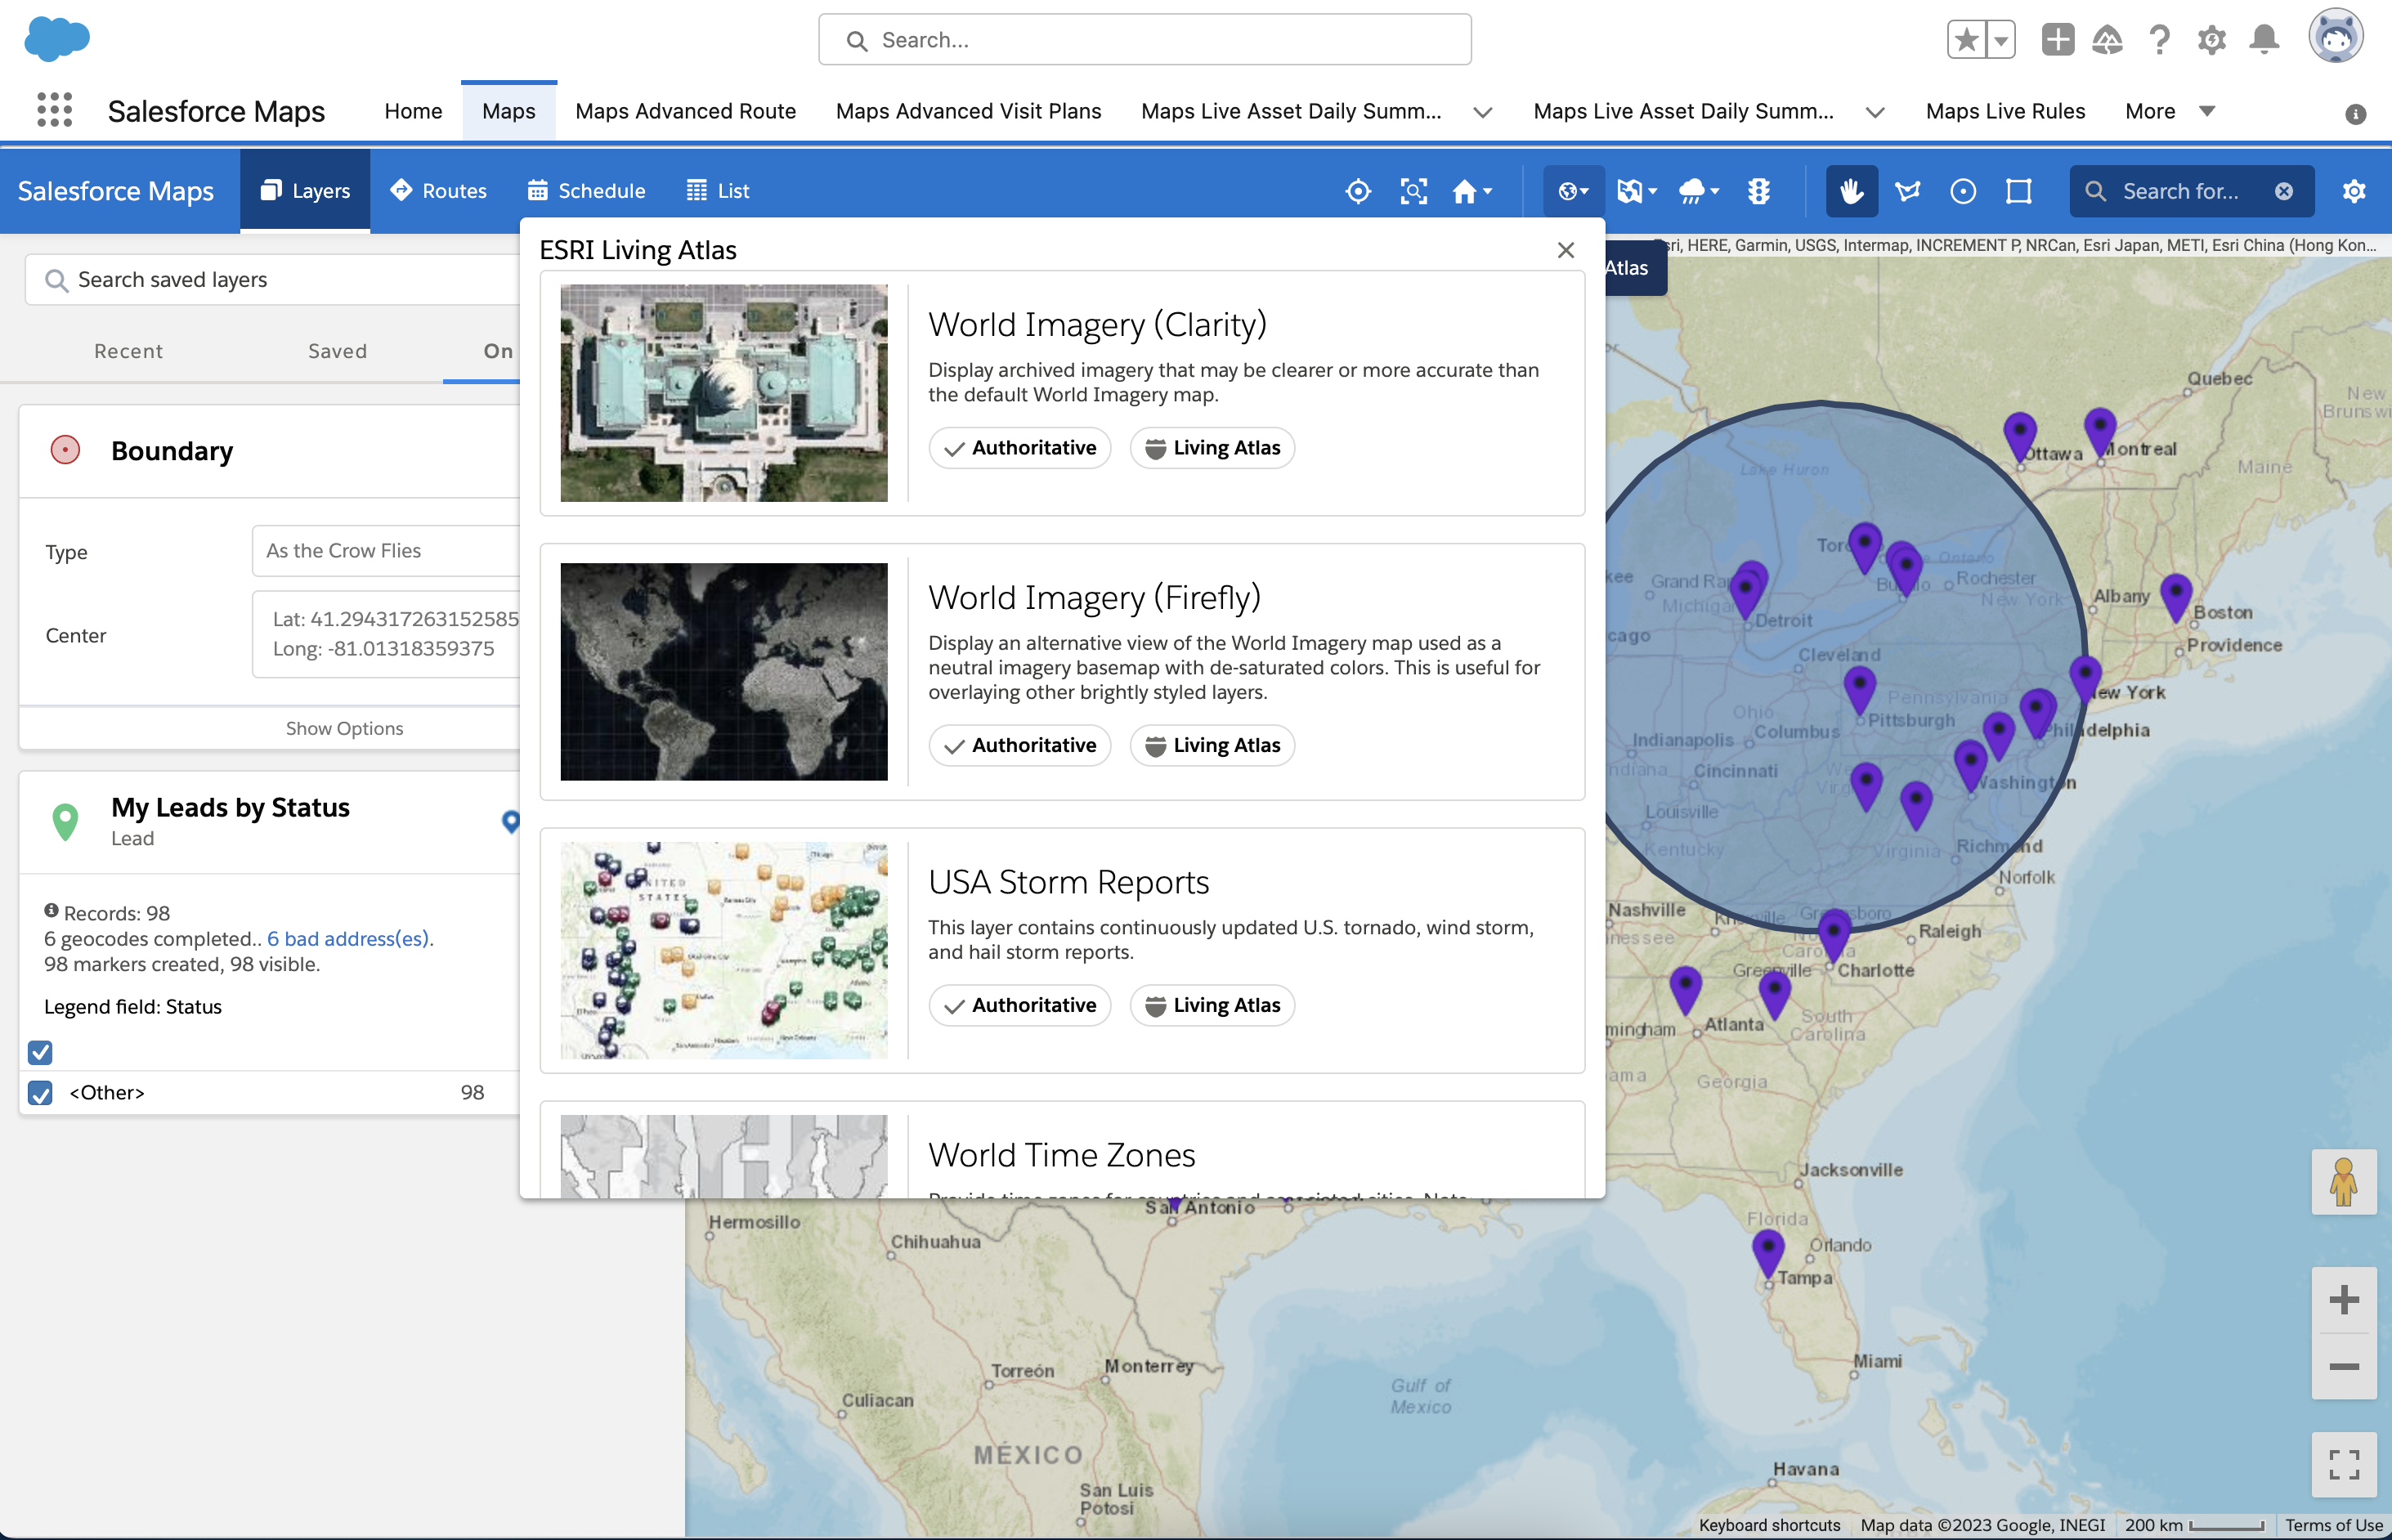 Search...
Salesforce Maps
Home
Maps
Maps Advanced Route
Maps Advanced Visit Plans
Maps Live Asset Daily Summ...
Maps Live Asset Daily Summ...
Maps Live Rules
More
Salesforce Maps
Layers
Routes
Schedule
List
Search for...
Search saved layers
Recent
Saved
On
Boundary
Type
As the Crow Flies
Center
Lat: 41.294317263152585
Long: -81.01318359375
Show Options
My Leads by Status
Lead
Records: 98
6 geocodes completed.. 6 bad address(es).
98 markers created, 98 visible.
Legend field: Status
<Other>
98
ESRI Living Atlas
World Imagery (Clarity)
Display archived imagery that may be clearer or more accurate than
the default World Imagery map.
Authoritative
Living Atlas
World Imagery (Firefly)
Display an alternative view of the World Imagery map used as a
neutral imagery basemap with de-saturated colors. This is useful for
overlaying other brightly styled layers.
Authoritative
Living Atlas
USA Storm Reports
This layer contains continuously updated U.S. tornado, wind storm,
and hail storm reports.
Authoritative
Living Atlas
World Time Zones
Atlas
sri, HERE, Garmin, USGS, Intermap, INCREMENT P, NRCan, Esri Japan, METI, Esri China (Hong Kon...
Quebec
New
Brunswi
Ottawa
Montreal
Maine
Lake Huron
Grand Ra
Michigan
Ontario
Rochester
New York
Albany
Boston
Detroit
Providence
cago
Cleveland
Pennsylvania
New York
Ohio
Pittsburgh
Philadelphia
Indianapolis
Columbus
ndiana
Cincinnati
Washington
Louisville
Kentucky
Virginia
Richmond
Norfolk
Nashville
Greensboro
nessee
Raleigh
Greenville
Charlotte
mingham
Atlanta
South
Carolina
ama
Georgia
Jacksonville
Florida
Orlando
Tampa
Miami
Havana
San Antonio
Hermosillo
Chihuahua
Torreón
Monterrey
Culiacan
Gulf of
Mexico
MÉXICO
San Luis
Potosi
Keyboard shortcuts
Map data ©2023 Google, INEGI
200 km
Terms of Use